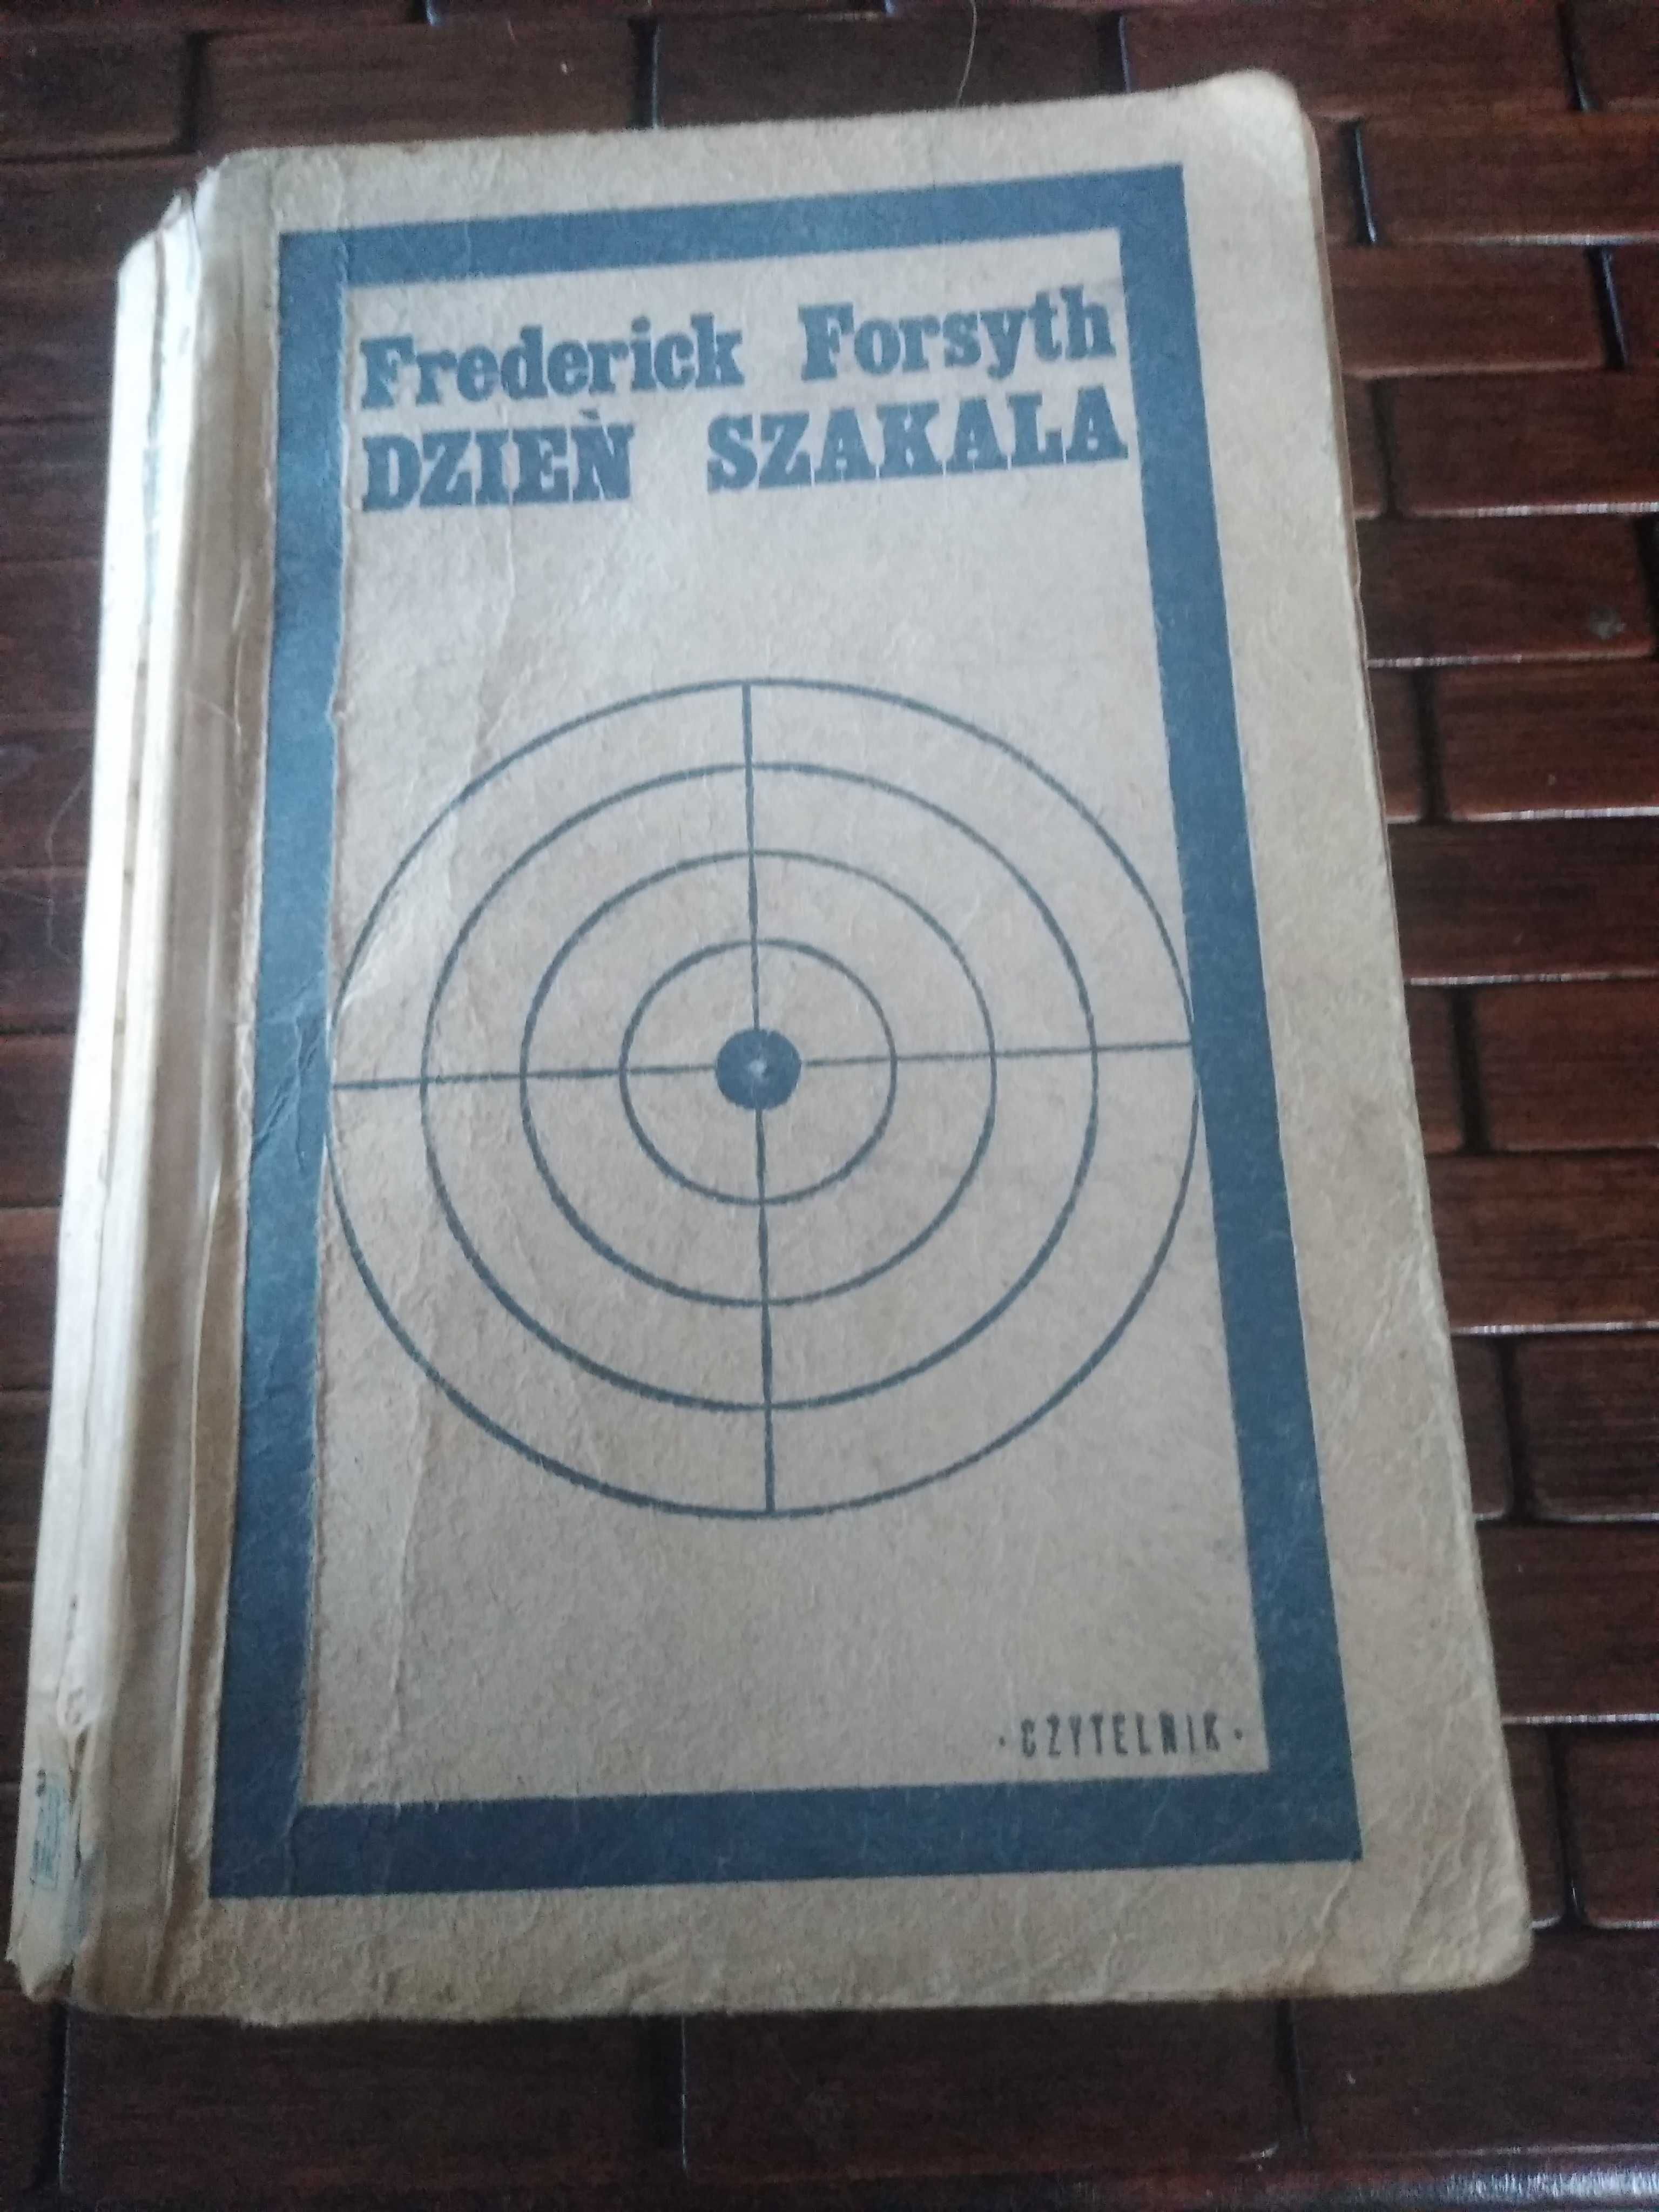 Frederick Forsyth
DZIEŃ SZAKALA
· CZYTELNIK ·